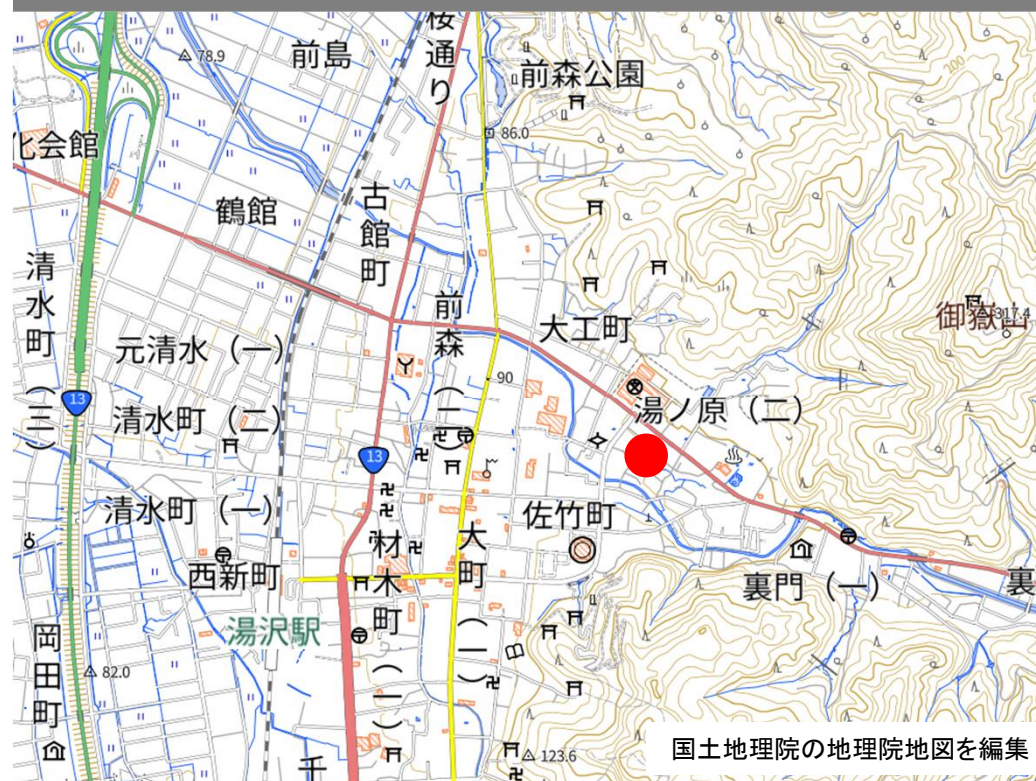 桜通り
前島
78.9
前森公園
200
化会館
86.0
鶴館
古館町
清水町(三)
前森(二)
大工町
御嶽山
317.4
元清水(一)
90
湯ノ原(二)
13
清水町(二)
13
清水町(一)
佐竹町
材木町(一)
大町(一)
西新町
裏門(一)
裏
湯沢駅
岡田町
82.0
千
123.6
国土地理院の地理院地図を編集